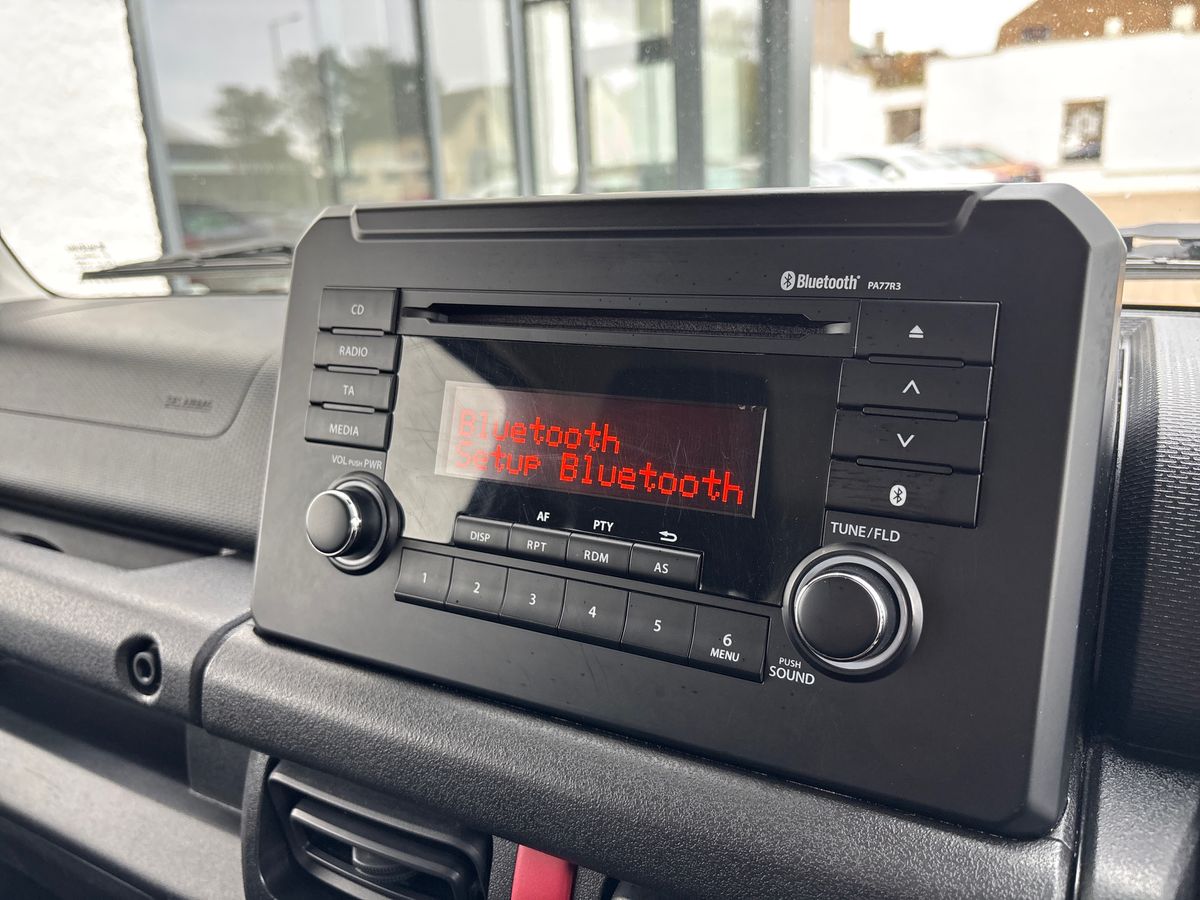 Bluetooth® PA77R3
CD
RADIO
TA
MEDIA
VOL PUSH PWR
Bluetooth
Setup Bluetooth
TUNE/FLD
AF PTY
DISP RPT RDM AS
1 2 3 4 5 6
MENU
PUSH
SOUND